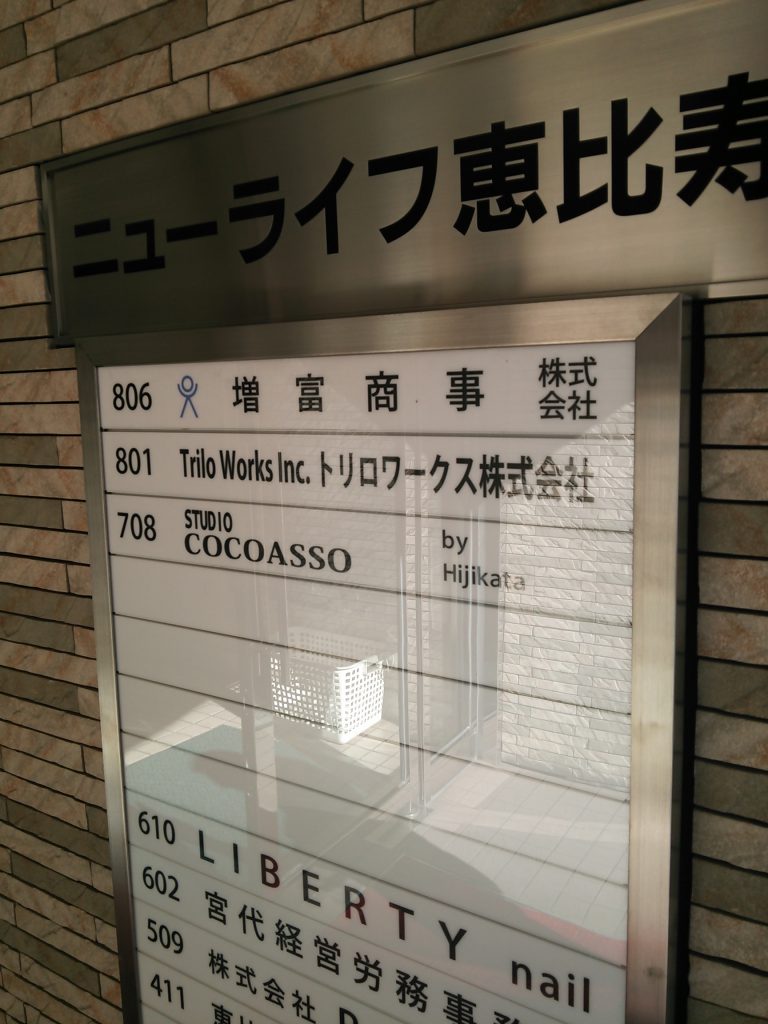 ニューライフ恵比寿
806 増富商事 株式会社
801 Trilo Works Inc. トリロワークス株式会社
708 STUDIO COCOASSO by Hijikata
610 LIBERTY nail
602 宮代経営労務事務
509 株式会社
411